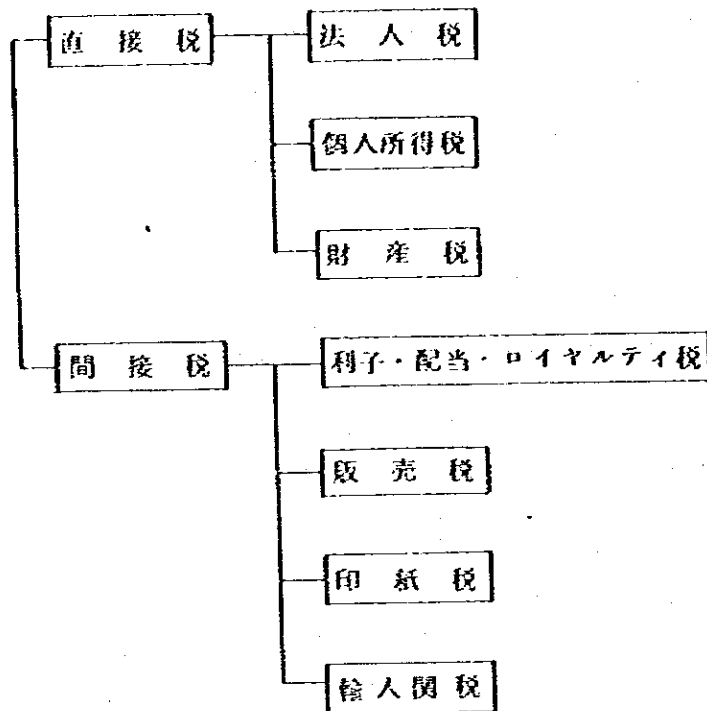 直接税
法人税
個人所得税
財産税
間接税
利子・配当・ロイヤルティ税
販売税
印紙税
輸入関税